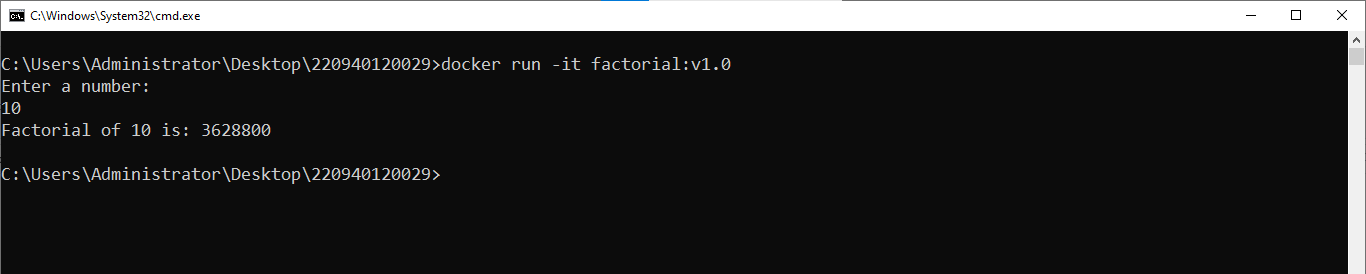 C:\Windows\System32\cmd.exe
C:\Users\Administrator\Desktop\220940120029>docker run -it factorial:v1.0
Enter a number:
10
Factorial of 10 is: 3628800
C:\Users\Administrator\Desktop\220940120029>